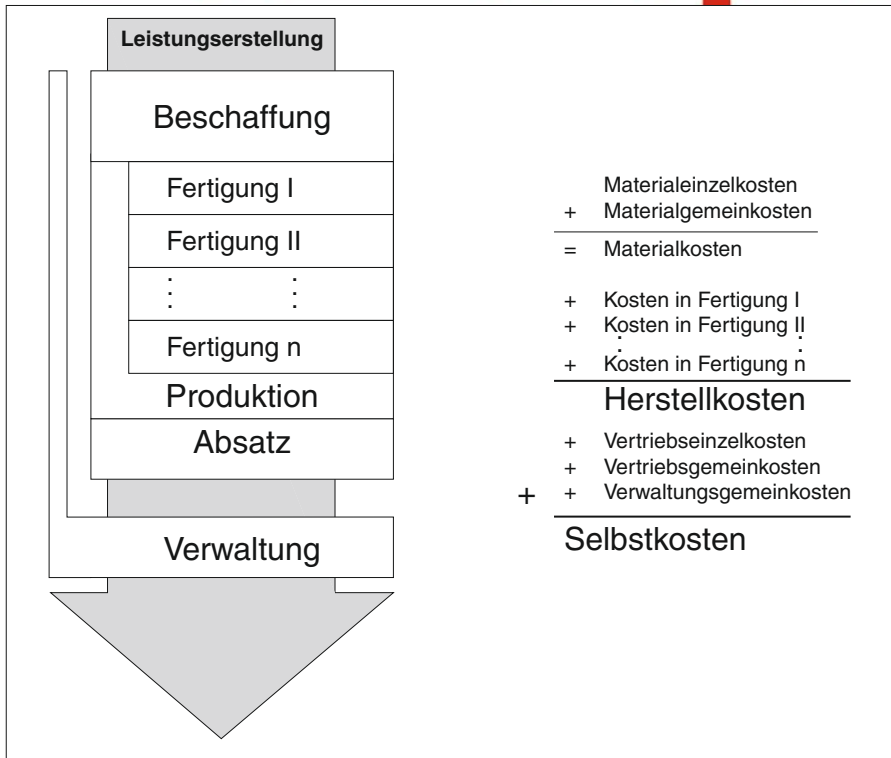 Leistungserstellung
Beschaffung
Fertigung I
Fertigung II
: :
Fertigung n
Produktion
Absatz
Verwaltung
Materialeinzelkosten
+ Materialgemeinkosten
= Materialkosten
+ Kosten in Fertigung I
+ Kosten in Fertigung II
: :
+ Kosten in Fertigung n
Herstellkosten
+ Vertriebseinzelkosten
+ Vertriebsgemeinkosten
+ + Verwaltungsgemeinkosten
Selbstkosten